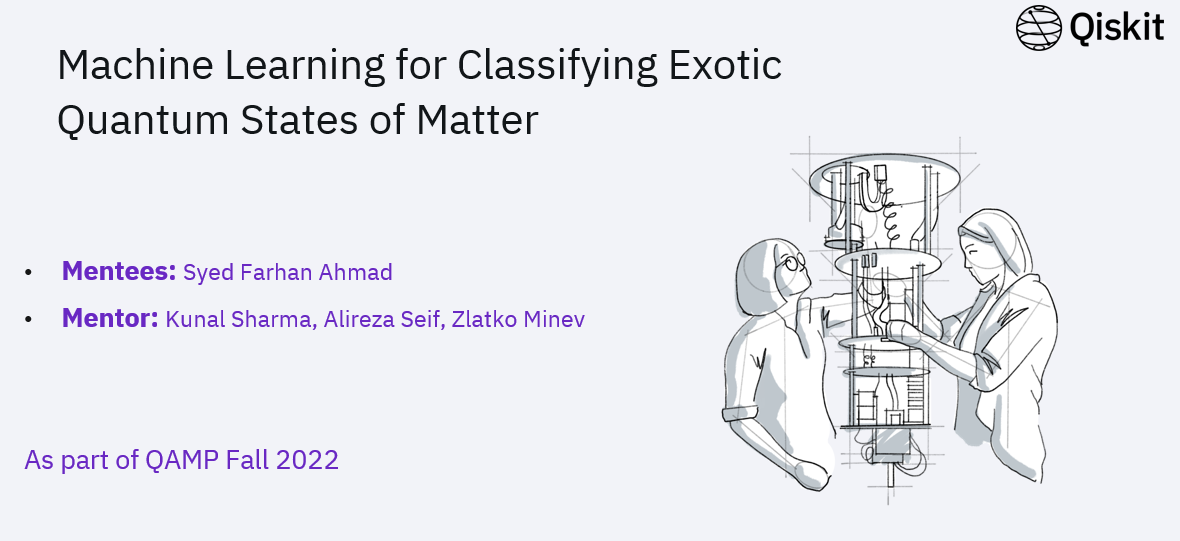 Qiskit
Machine Learning for Classifying Exotic
Quantum States of Matter
• Mentees: Syed Farhan Ahmad
• Mentor: Kunal Sharma, Alireza Seif, Zlatko Minev
As part of QAMP Fall 2022